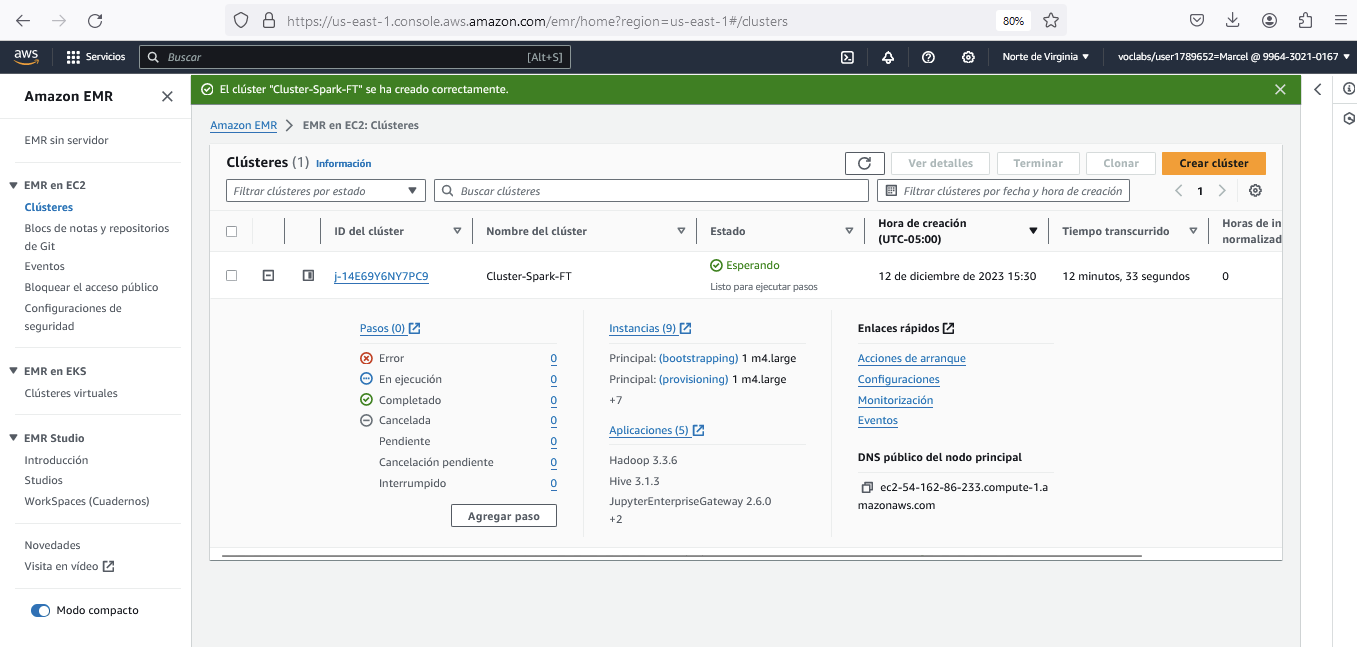 https://us-east-1.console.aws.amazon.com/emr/home?region=us-east-1#/clusters
80%
aws
Servicios
Buscar
[Alt+S]
Norte de Virginia
voclabs/user1789652=Marcel @ 9964-3021-0167
Amazon EMR
EMR sin servidor
EMR en EC2
Clústeres
Blocs de notas y repositorios
de Git
Eventos
Bloquear el acceso público
Configuraciones de
seguridad
EMR en EKS
Clústeres virtuales
EMR Studio
Introducción
Studios
WorkSpaces (Cuadernos)
Novedades
Visita en vídeo
Modo compacto
El clúster "Cluster-Spark-FT" se ha creado correctamente.
Amazon EMR
EMR en EC2: Clústeres
Clústeres (1) Información
Ver detalles
Terminar
Clonar
Crear clúster
Filtrar clústeres por estado
Buscar clústeres
Filtrar clústeres por fecha y hora de creación
1
ID del clúster
Nombre del clúster
Estado
Hora de creación
(UTC-05:00)
Tiempo transcurrido
Horas de in
normalizad
j-14E69Y6NY7PC9
Cluster-Spark-FT
Esperando
Listo para ejecutar pasos
12 de diciembre de 2023 15:30
12 minutos, 33 segundos
0
Pasos (0)
Error 0
En ejecución 0
Completado 0
Cancelada 0
Pendiente 0
Cancelación pendiente 0
Interrumpido 0
Agregar paso
Instancias (9)
Principal: (bootstrapping) 1 m4.large
Principal: (provisioning) 1 m4.large
+7
Aplicaciones (5)
Hadoop 3.3.6
Hive 3.1.3
JupyterEnterpriseGateway 2.6.0
+2
Enlaces rápidos
Acciones de arranque
Configuraciones
Monitorización
Eventos
DNS público del nodo principal
ec2-54-162-86-233.compute-1.a
mazonaws.com